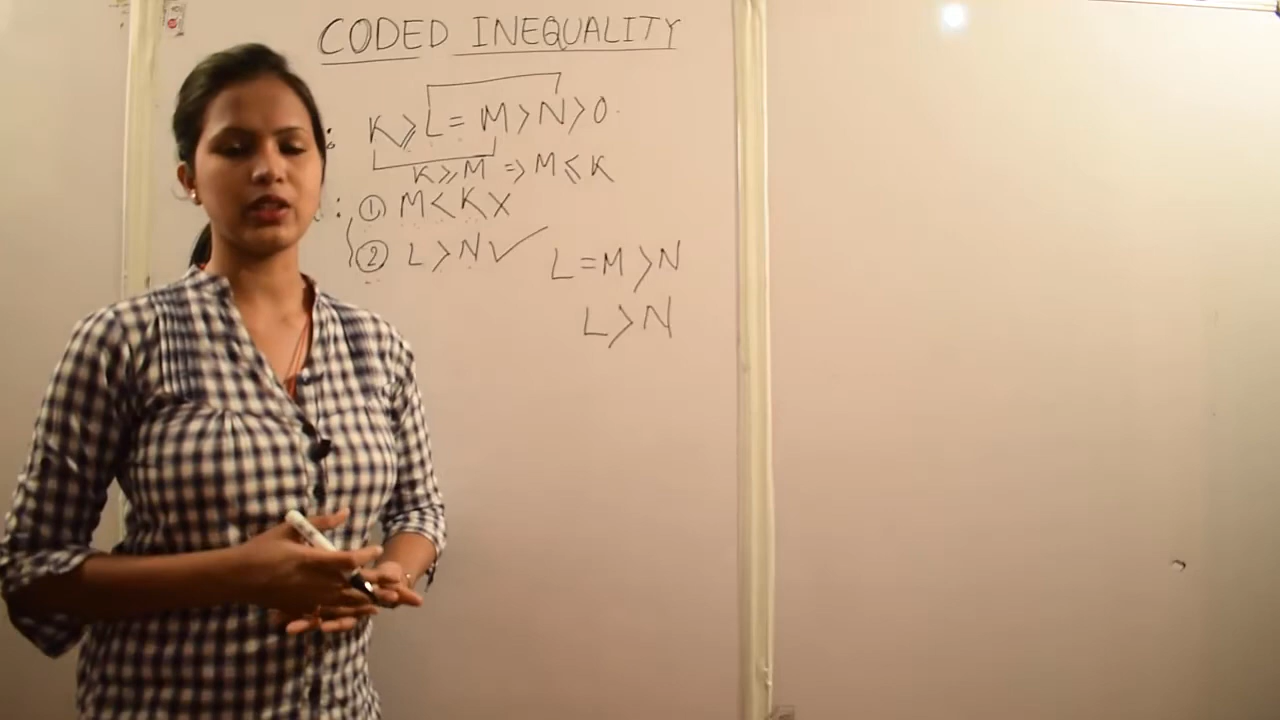 CODED INEQUALITY
: K ⩾ L = M > N > O
K ⩾ M ⇒ M ⩽ K
: ① M < K ×
② L > N ✓
L = M > N
L > N